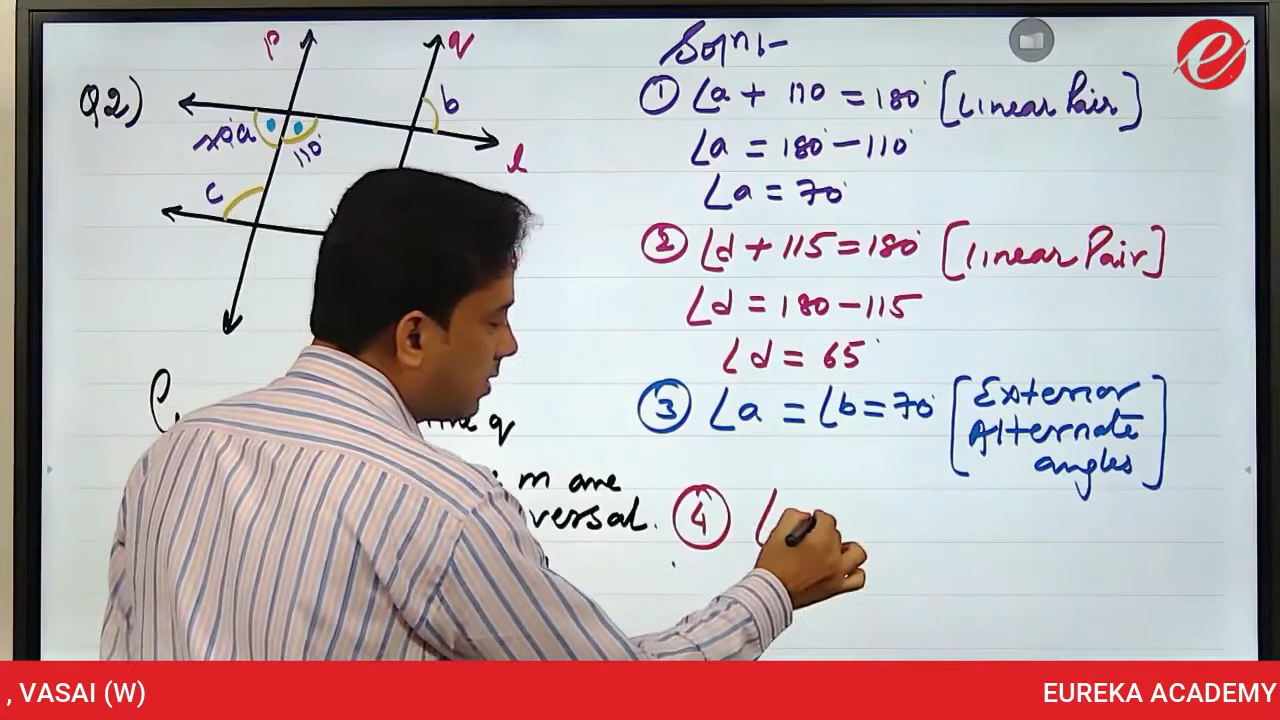 Q2)
p
q
b
a
110°
l
c
Soln:-
① ∠a + 110 = 180° [Linear Pair]
∠a = 180° - 110°
∠a = 70°
② ∠d + 115 = 180° [Linear Pair]
∠d = 180 - 115
∠d = 65°
③ ∠a = ∠b = 70° [Exterior
Alternate
angles]
q
m are
versal.
④ ∠
, VASAI (W)
EUREKA ACADEMY